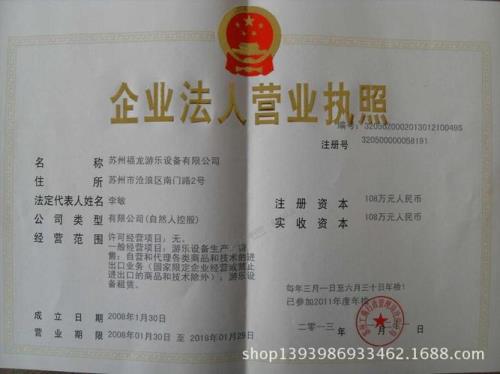 企业法人营业执照
编号:320502000201301210049S
注册号 320500000058191
名称 苏州福龙游乐设备有限公司
住所 苏州市沧浪区南门路2号
法定代表人姓名 李敏
注册资本 108万元人民币
公司类型 有限公司(自然人控股)
实收资本 108万元人民币
经营范围 许可经营项目:无。
一般经营项目:游乐设备生产、
售;自营和代理各类商品和技术的进
出口业务(国家限定企业经营或禁止
进出口的商品和技术除外),游乐设
备租赁。
每年三月一日至六月三十日年检!
已参加2011年度年检
成立日期 2008年1月30日
营业期限 2008年01月30日 至 2018年01月29日
二〇一三年
shop1393986933462.1688.com